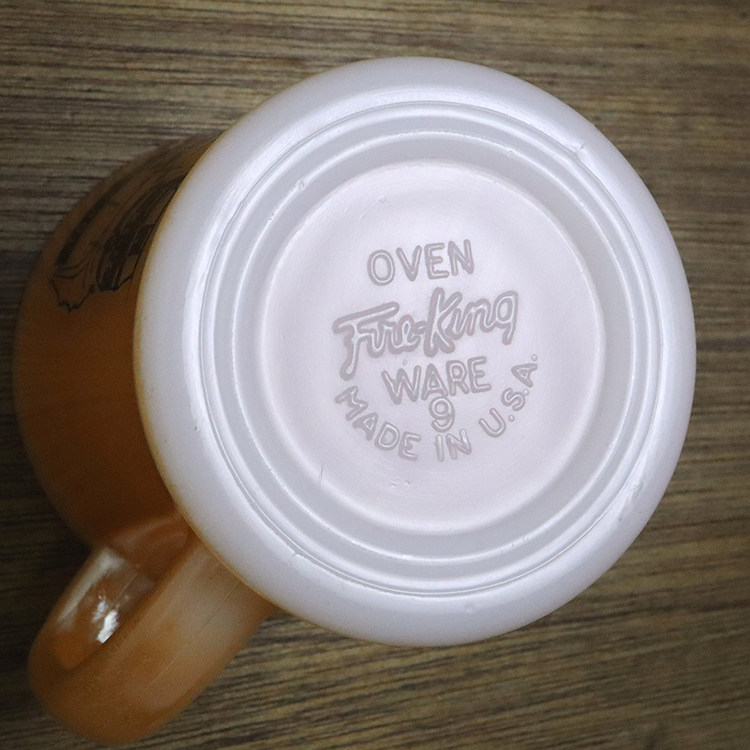 OVEN
Fire-King
WARE
9
MADE IN U.S.A.